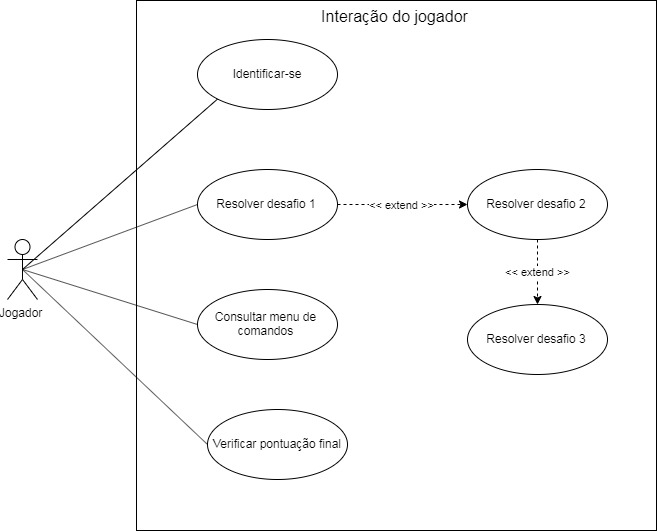 Interação do jogador
Identificar-se
Resolver desafio 1
<< extend >>
Resolver desafio 2
<< extend >>
Jogador
Consultar menu de
comandos
Resolver desafio 3
Verificar pontuação final